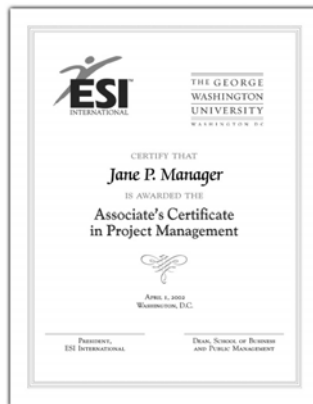 ESI™
INTERNATIONAL
THE GEORGE
WASHINGTON
UNIVERSITY
WASHINGTON DC
CERTIFY THAT
Jane P. Manager
IS AWARDED THE
Associate's Certificate
in Project Management
APRIL 1, 2002
WASHINGTON, D.C.
PRESIDENT,
ESI INTERNATIONAL
DEAN, SCHOOL OF BUSINESS
AND PUBLIC MANAGEMENT